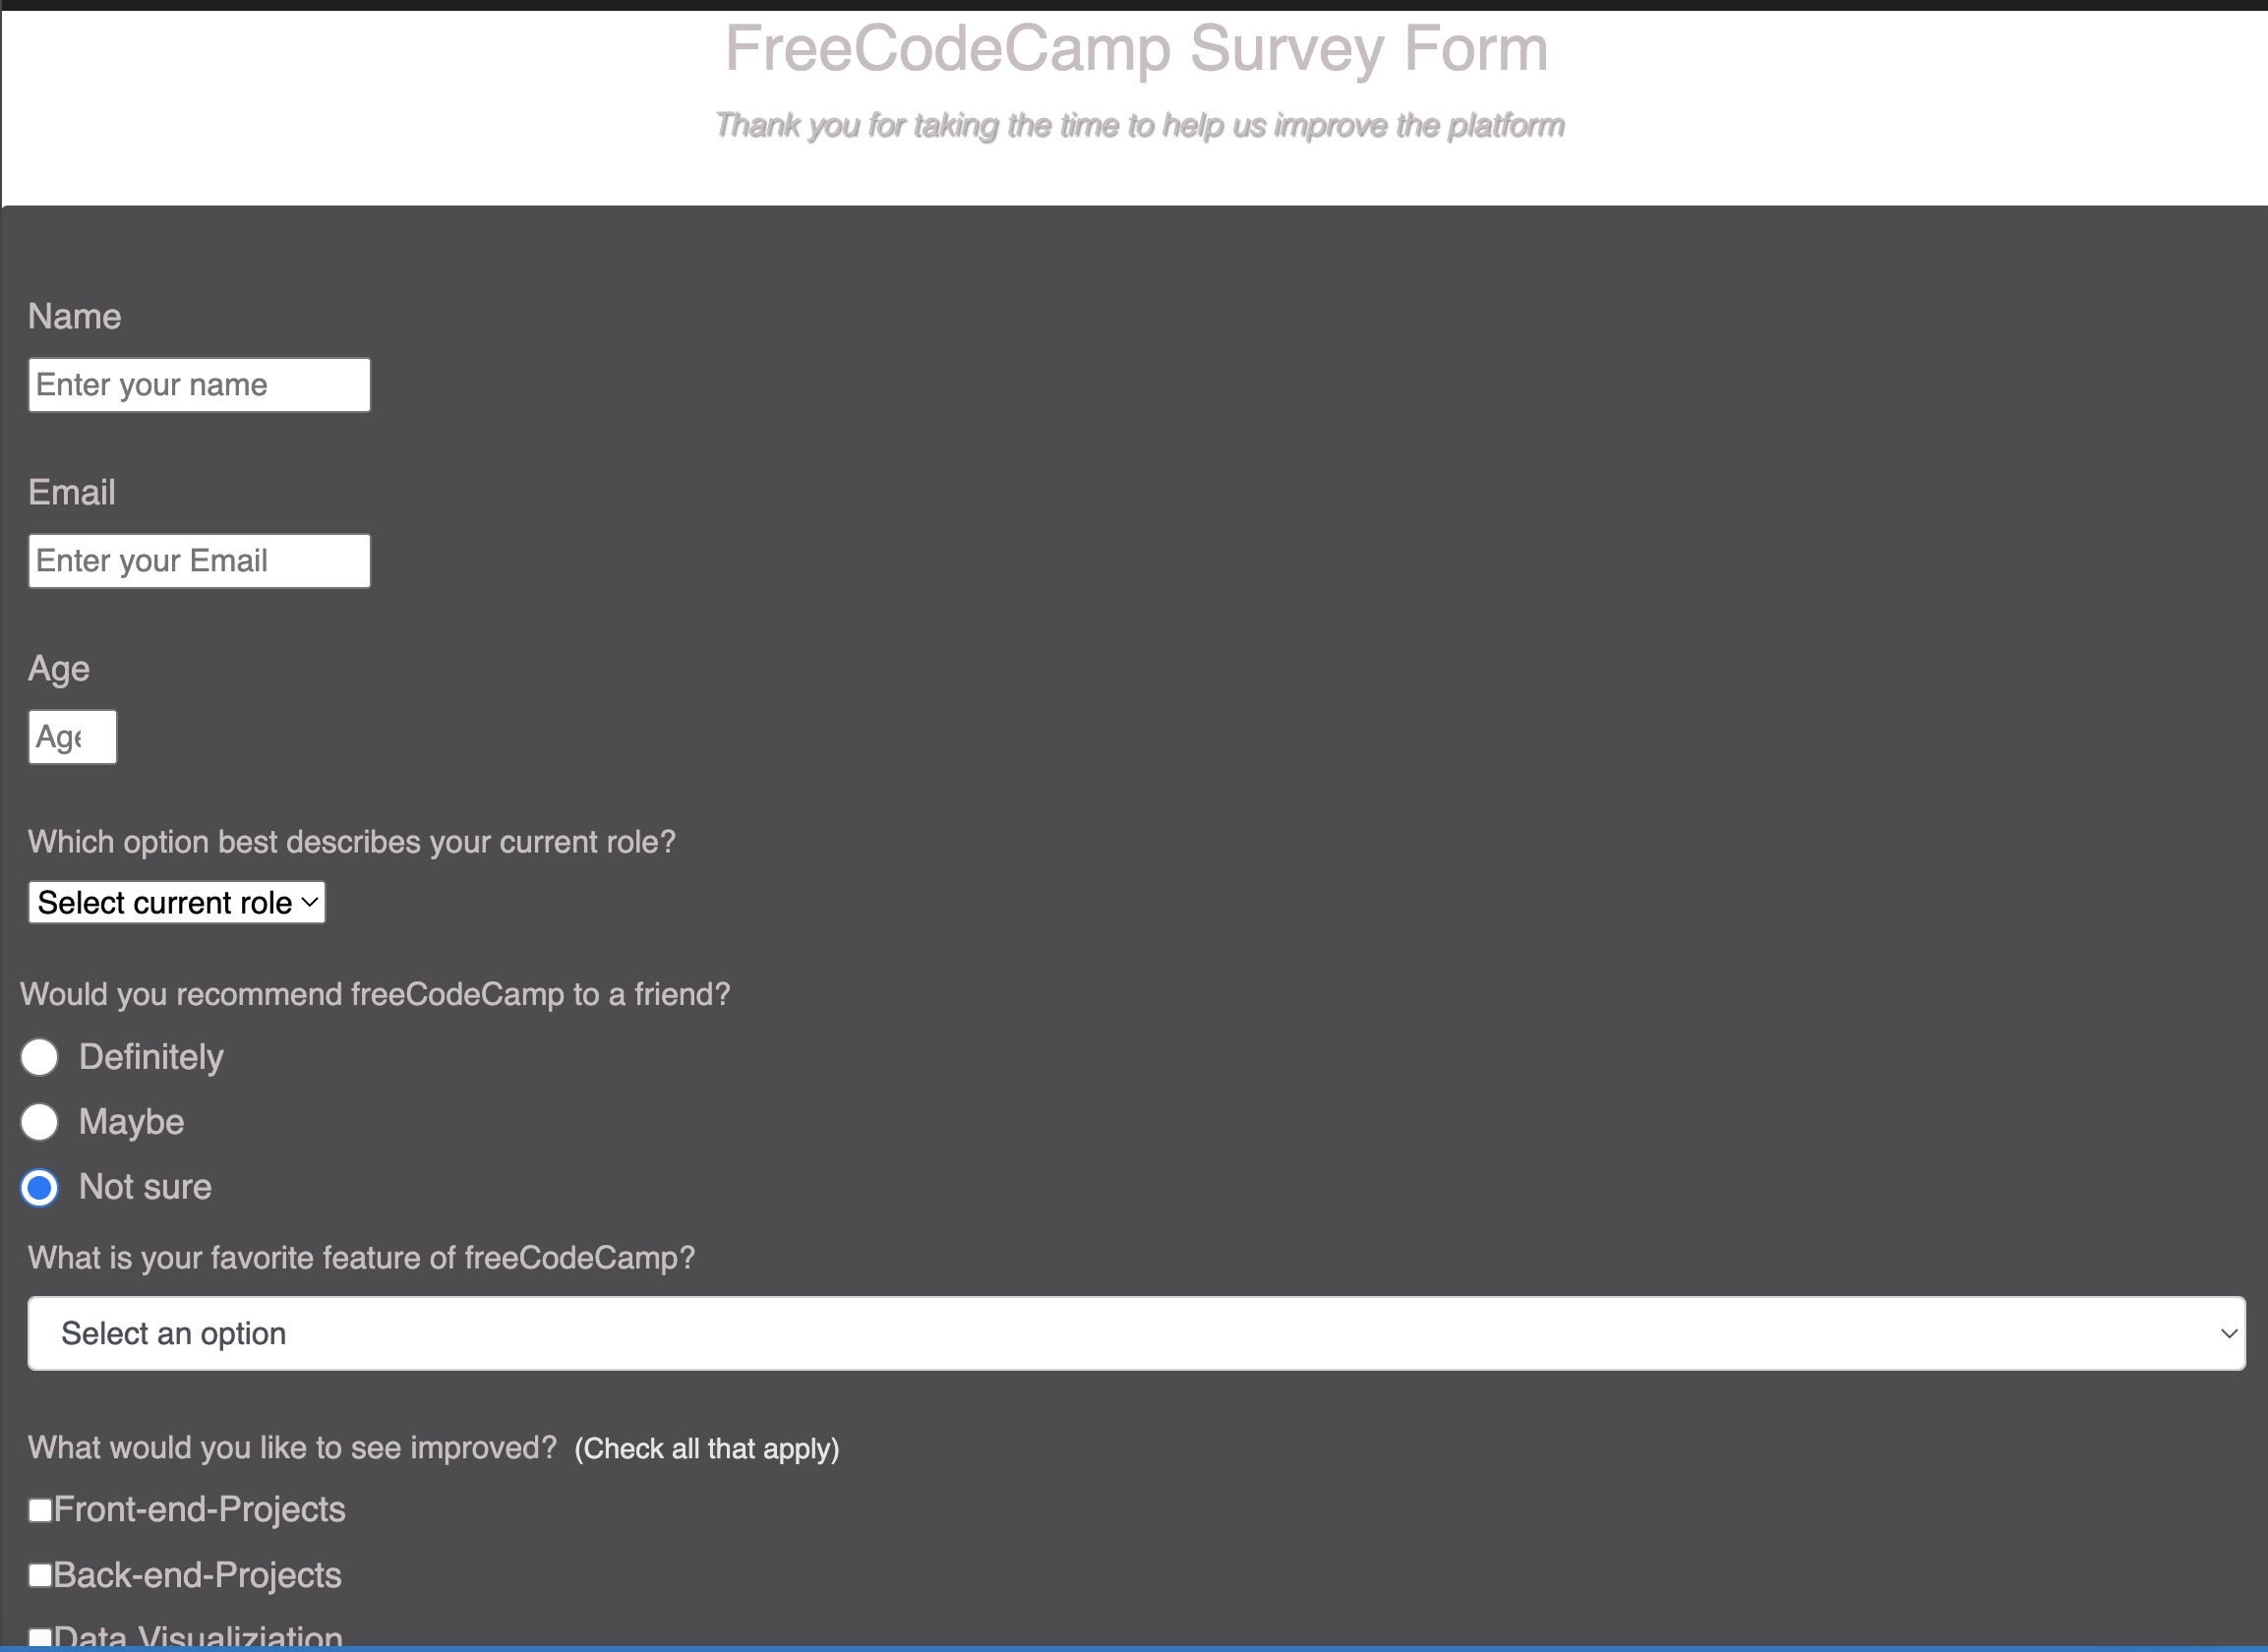 FreeCodeCamp Survey Form
Thank you for taking the time to help us improve the platform
Name
Enter your name
Email
Enter your Email
Age
Age
Which option best describes your current role?
Select current role
Would you recommend freeCodeCamp to a friend?
Definitely
Maybe
Not sure
What is your favorite feature of freeCodeCamp?
Select an option
What would you like to see improved? (Check all that apply)
Front-end-Projects
Back-end-Projects
Data Visualiziation